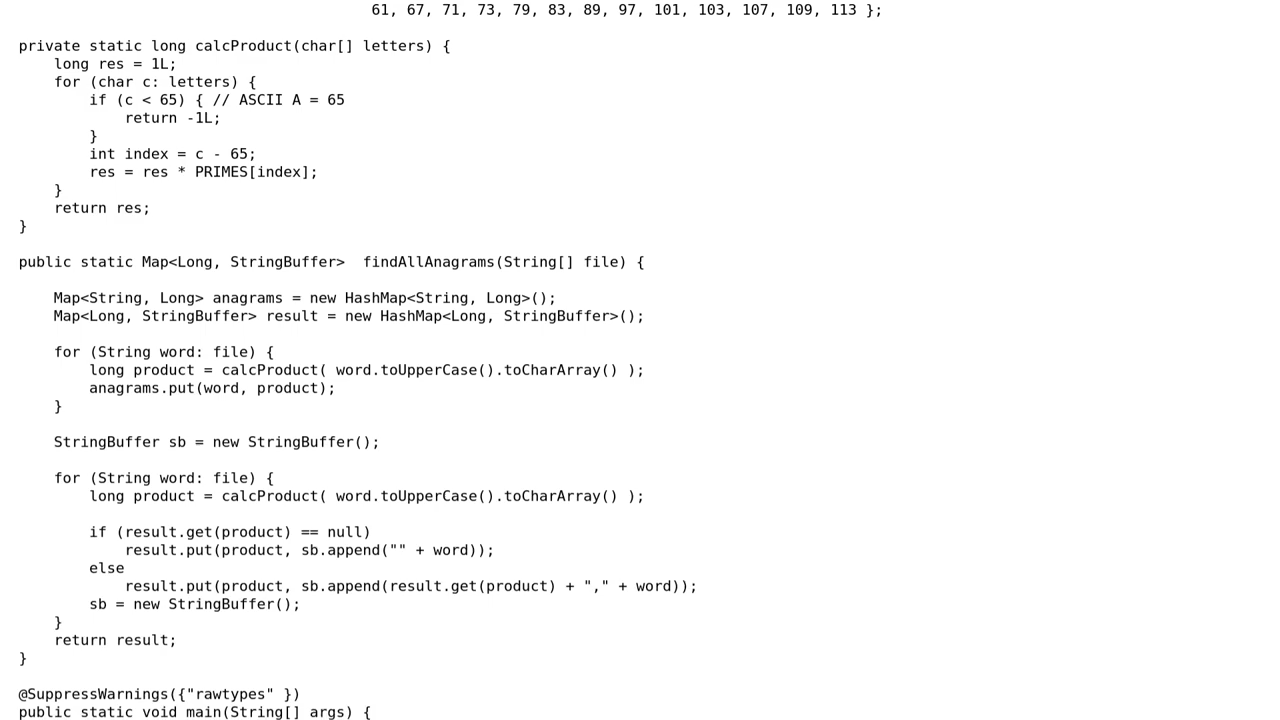 61, 67, 71, 73, 79, 83, 89, 97, 101, 103, 107, 109, 113 };
private static long calcProduct(char[] letters) {
long res = 1L;
for (char c: letters) {
if (c < 65) { // ASCII A = 65
return -1L;
}
int index = c - 65;
res = res * PRIMES[index];
}
return res;
}
public static Map<Long, StringBuffer>  findAllAnagrams(String[] file) {
Map<String, Long> anagrams = new HashMap<String, Long>();
Map<Long, StringBuffer> result = new HashMap<Long, StringBuffer>();
for (String word: file) {
long product = calcProduct( word.toUpperCase().toCharArray() );
anagrams.put(word, product);
}
StringBuffer sb = new StringBuffer();
for (String word: file) {
long product = calcProduct( word.toUpperCase().toCharArray() );
if (result.get(product) == null)
result.put(product, sb.append("" + word));
else
result.put(product, sb.append(result.get(product) + "," + word));
sb = new StringBuffer();
}
return result;
}
@SuppressWarnings({"rawtypes" })
public static void main(String[] args) {